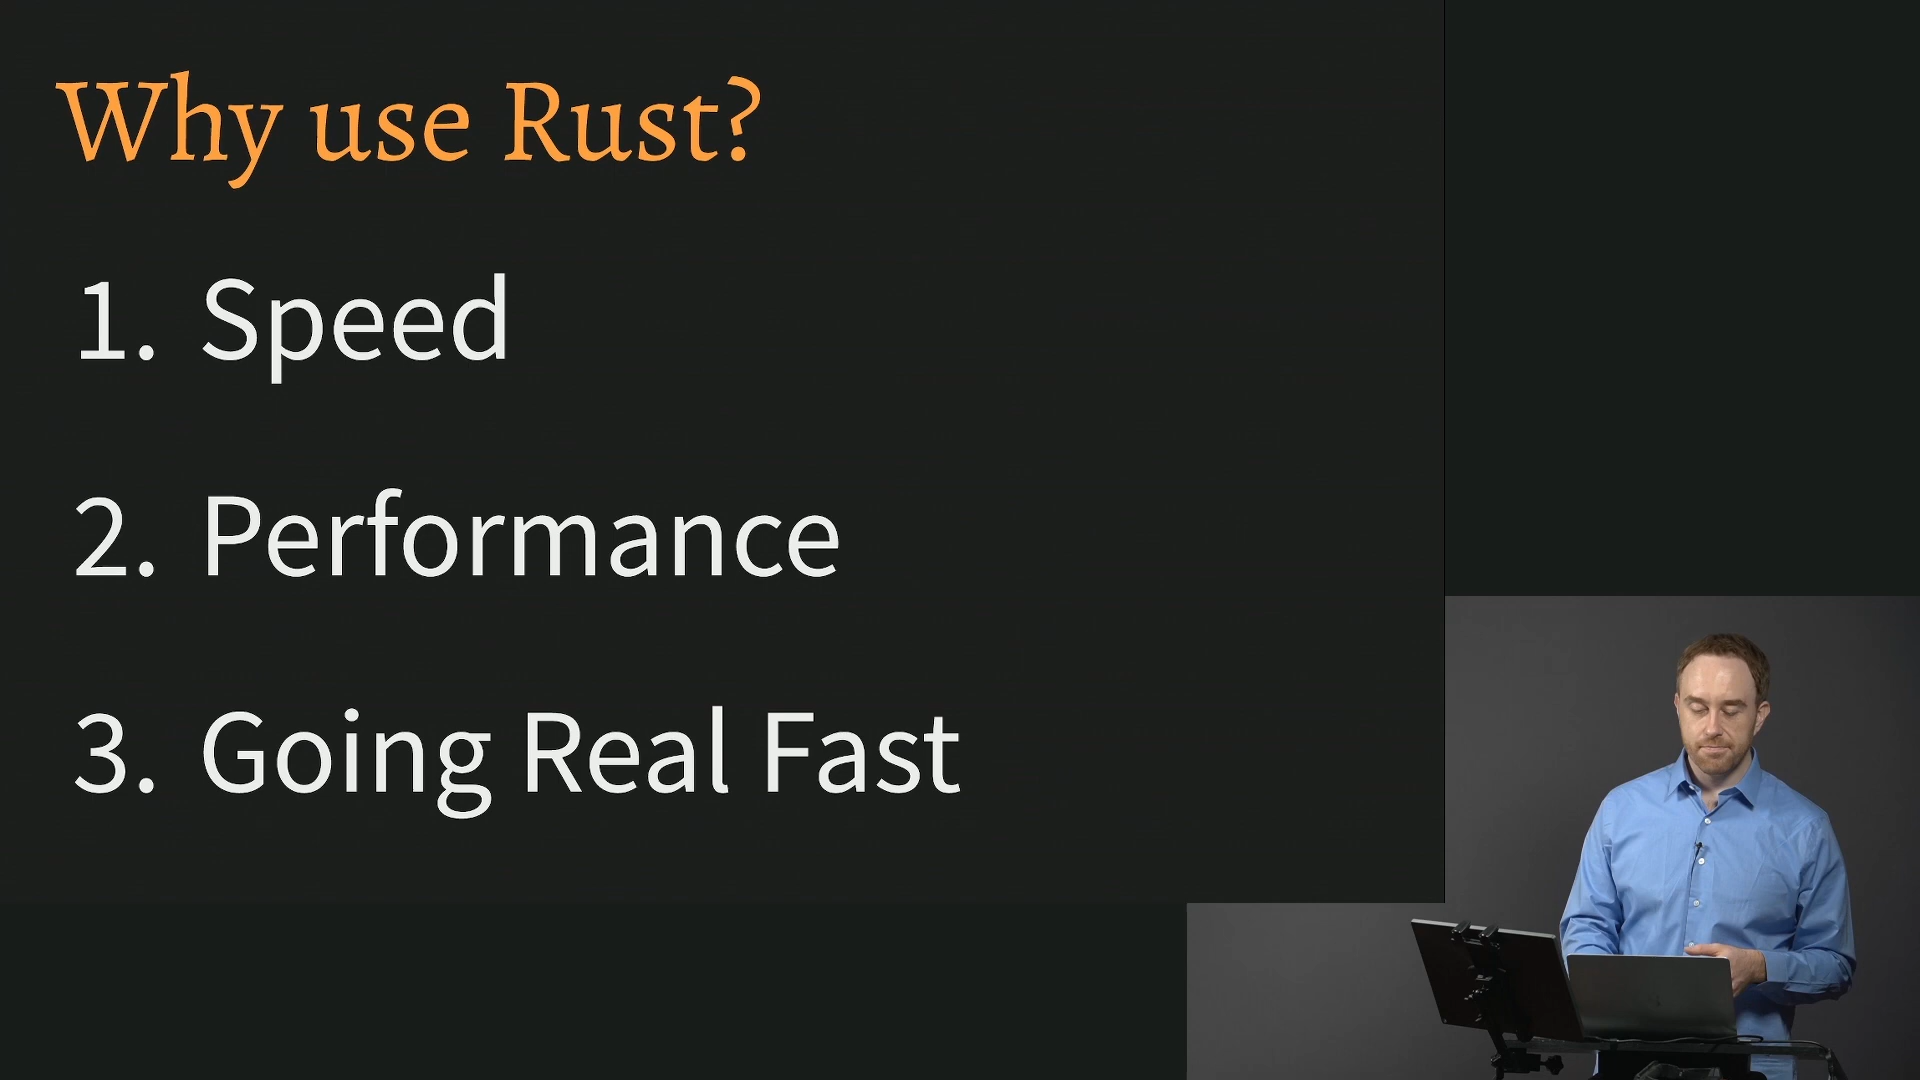 Why use Rust?
1. Speed
2. Performance
3. Going Real Fast